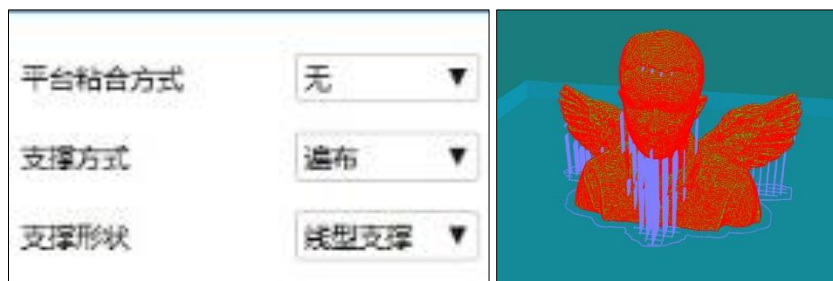 平台粘合方式 无 ▼
支撑方式 遍布 ▼
支撑形状 线型支撑 ▼